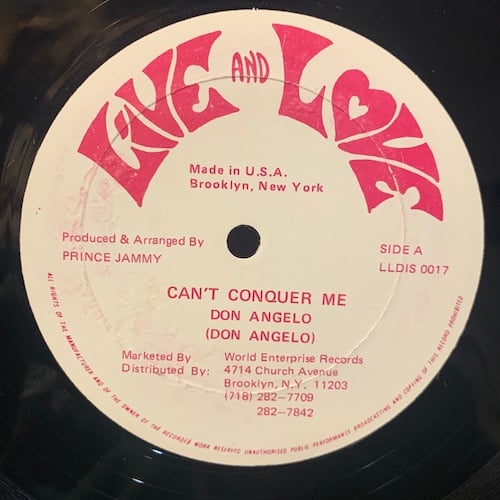 LIVE AND LOVE
Made in U.S.A.
Brooklyn, New York
Produced & Arranged By
PRINCE JAMMY
SIDE A
LLDIS 0017
CAN'T CONQUER ME
DON ANGELO
(DON ANGELO)
Marketed By World Enterprise Records
Distributed By: 4714 Church Avenue
Brooklyn, N.Y. 11203
(718) 282-7709
282-7842
ALL RIGHTS OF THE MANUFACTURER AND OF THE OWNER OF THE RECORDED WORK RESERVED UNAUTHORISED PUBLIC PERFORMANCE BROADCASTING AND COPYING OF THIS RECORD PROHIBITED